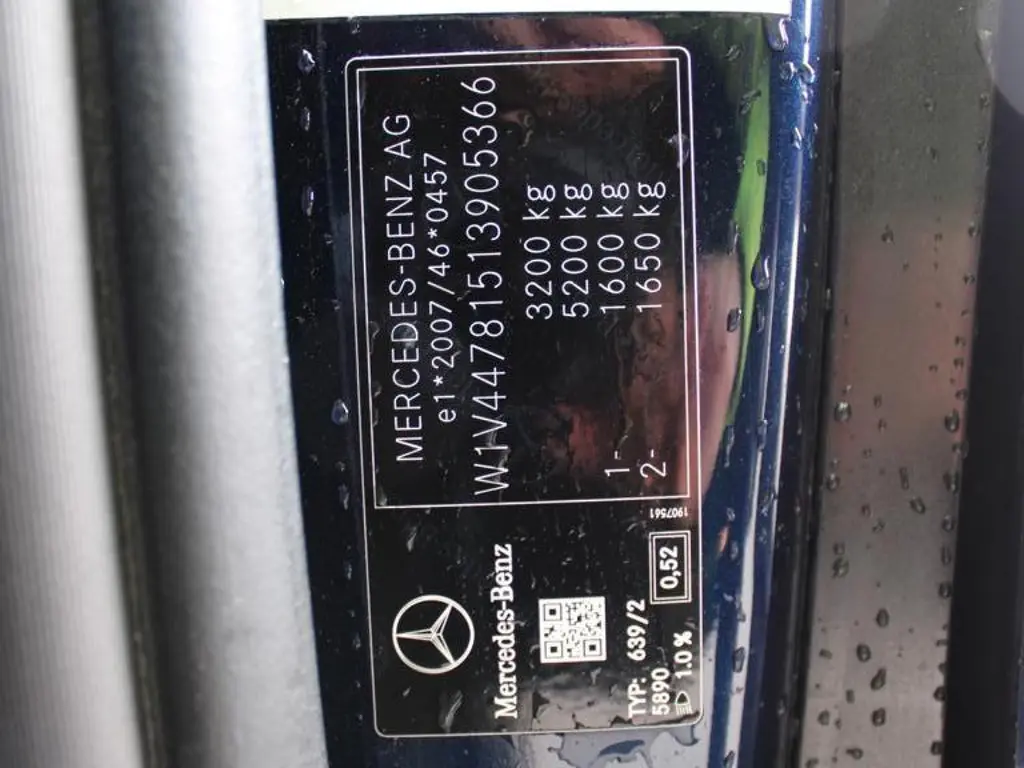 MERCEDES-BENZ AG
e1*2007/46*0457
W1V44781513905366
3200 kg
5200 kg
1- 1600 kg
2- 1650 kg
1907561
Mercedes-Benz
TYP: 639/2
5890
1.0 %
0,52